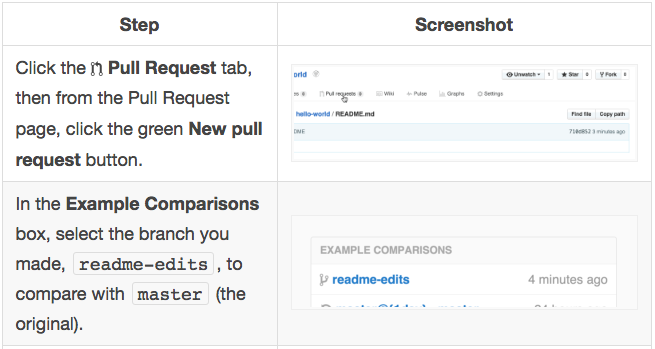 Step
Screenshot
Click the Pull Request tab,
then from the Pull Request
page, click the green New pull
request button.
orld
Unwatch 1 Star 0 Fork 0
Pull requests 0 Wiki Pulse Graphs Settings
hello-world / README.md
Find file Copy path
DME
710d852 3 minutes ago
In the Example Comparisons
box, select the branch you
made, readme-edits , to
compare with master (the
original).
EXAMPLE COMPARISONS
readme-edits
4 minutes ago